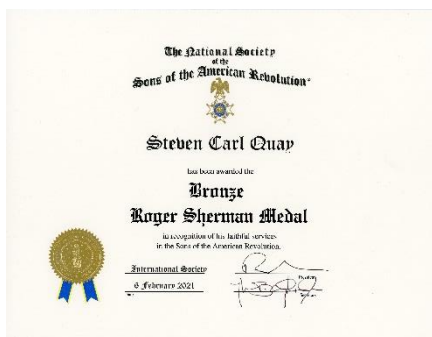 The National Society
of the
Sons of the American Revolution®
Steven Carl Quay
has been awarded the
Bronze
Roger Sherman Medal
in recognition of his faithful services
in the Sons of the American Revolution.
International Society
6 February 2021